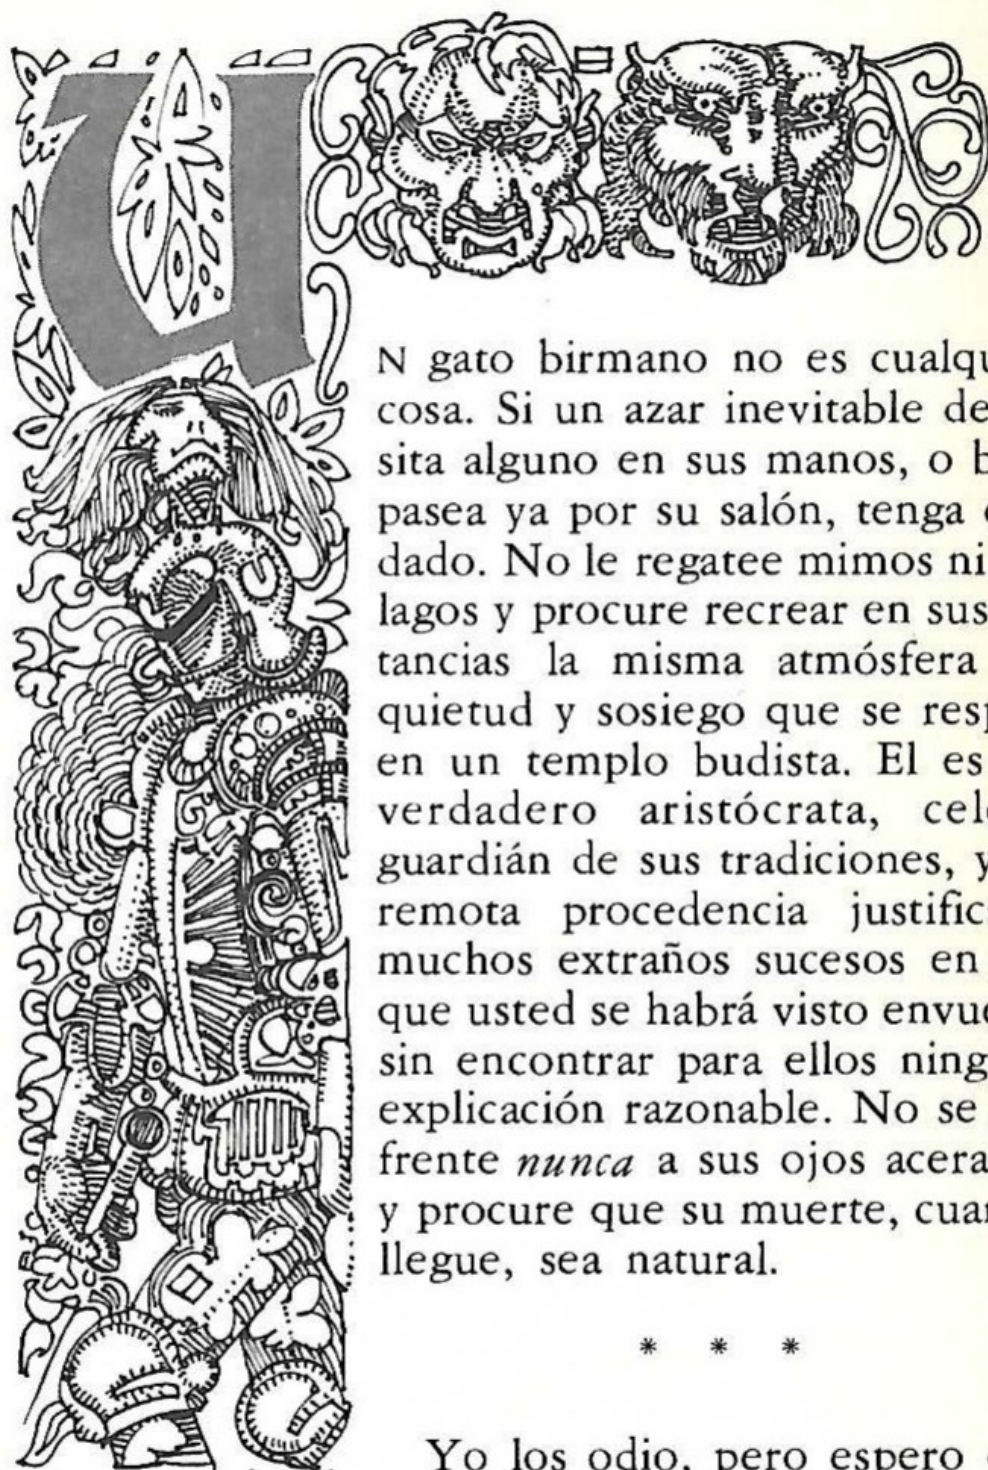 UN gato birmano no es cualqu
cosa. Si un azar inevitable de
sita alguno en sus manos, o b
pasea ya por su salón, tenga
dado. No le regatee mimos ni
lagos y procure recrear en sus
tancias la misma atmósfera
quietud y sosiego que se resp
en un templo budista. El es
verdadero aristócrata, cel
guardián de sus tradiciones, y
remota procedencia justific
muchos extraños sucesos en
que usted se habrá visto envue
sin encontrar para ellos ning
explicación razonable. No se
frente nunca a sus ojos acera
y procure que su muerte, cuan
llegue, sea natural.
* * *
Yo los odio, pero espero